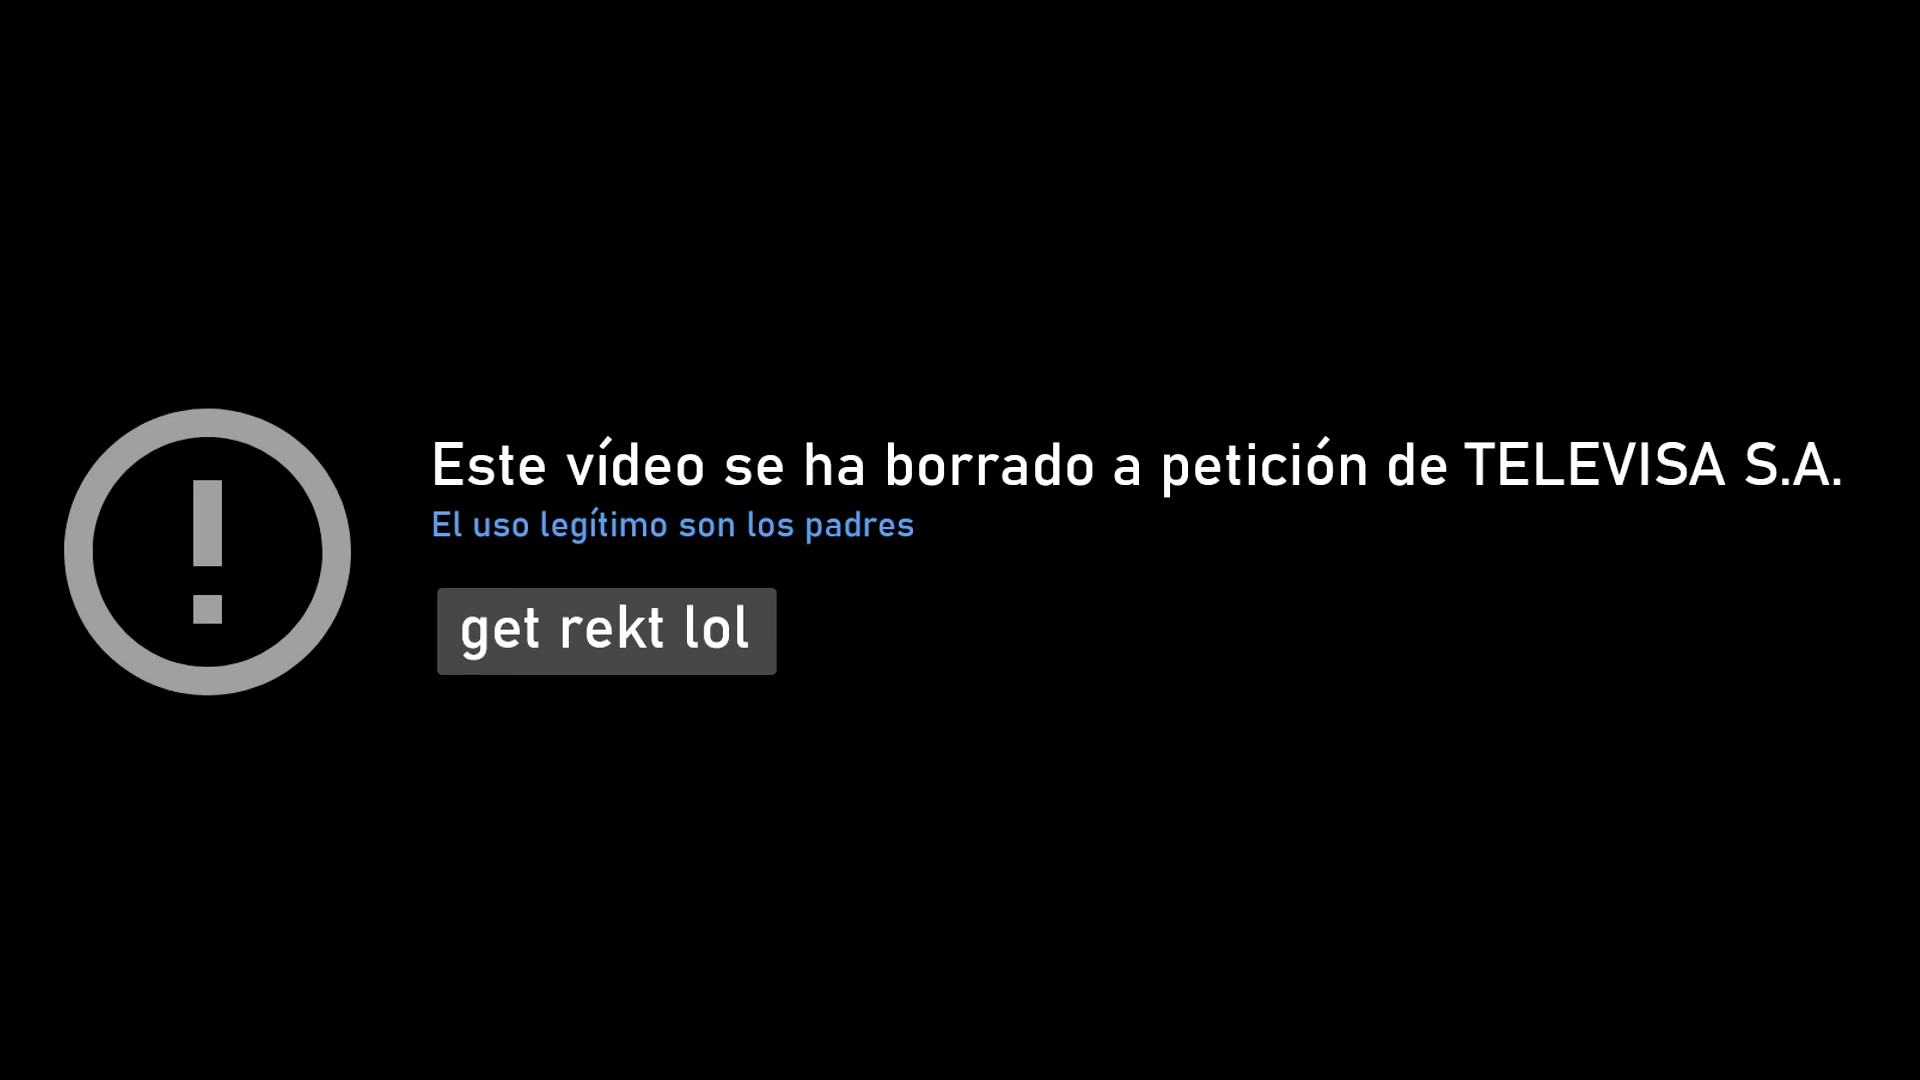 Este vídeo se ha borrado a petición de TELEVISA S.A.
El uso legítimo son los padres
get rekt lol